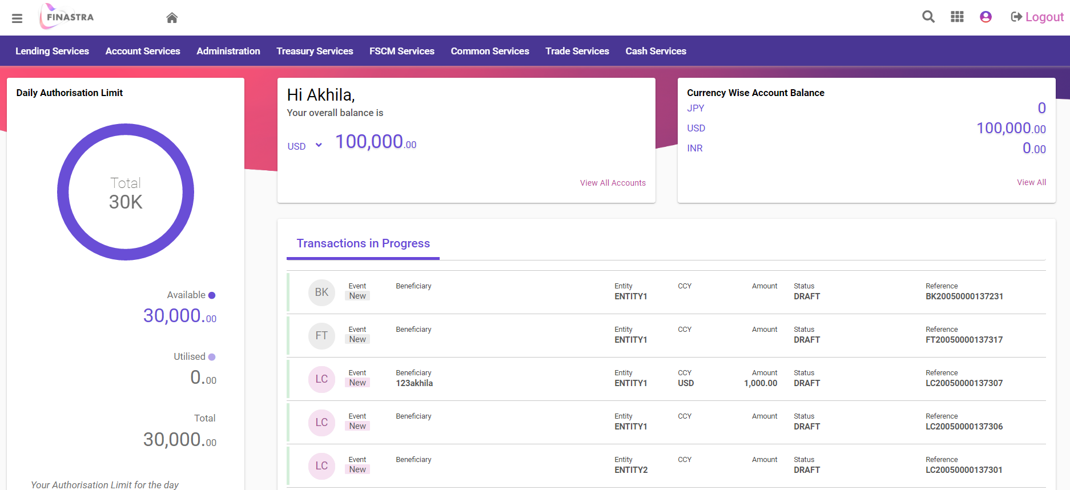 FINASTRA
Logout
Lending Services Account Services Administration Treasury Services FSCM Services Common Services Trade Services Cash Services
Daily Authorisation Limit
Total
30K
Available
30,000.00
Utilised
0.00
Total
30,000.00
Your Authorisation Limit for the day
Hi Akhila,
Your overall balance is
USD 100,000.00
View All Accounts
Currency Wise Account Balance
JPY 0
USD 100,000.00
INR 0.00
View All
Transactions in Progress
BK Event Beneficiary Entity CCY Amount Status Reference
New ENTITY1 DRAFT BK20050000137231
FT Event Beneficiary Entity CCY Amount Status Reference
New ENTITY1 DRAFT FT20050000137317
LC Event Beneficiary Entity CCY Amount Status Reference
New 123akhila ENTITY1 USD 1,000.00 DRAFT LC20050000137307
LC Event Beneficiary Entity CCY Amount Status Reference
New ENTITY1 DRAFT LC20050000137306
LC Event Beneficiary Entity CCY Amount Status Reference
New ENTITY2 DRAFT LC20050000137301